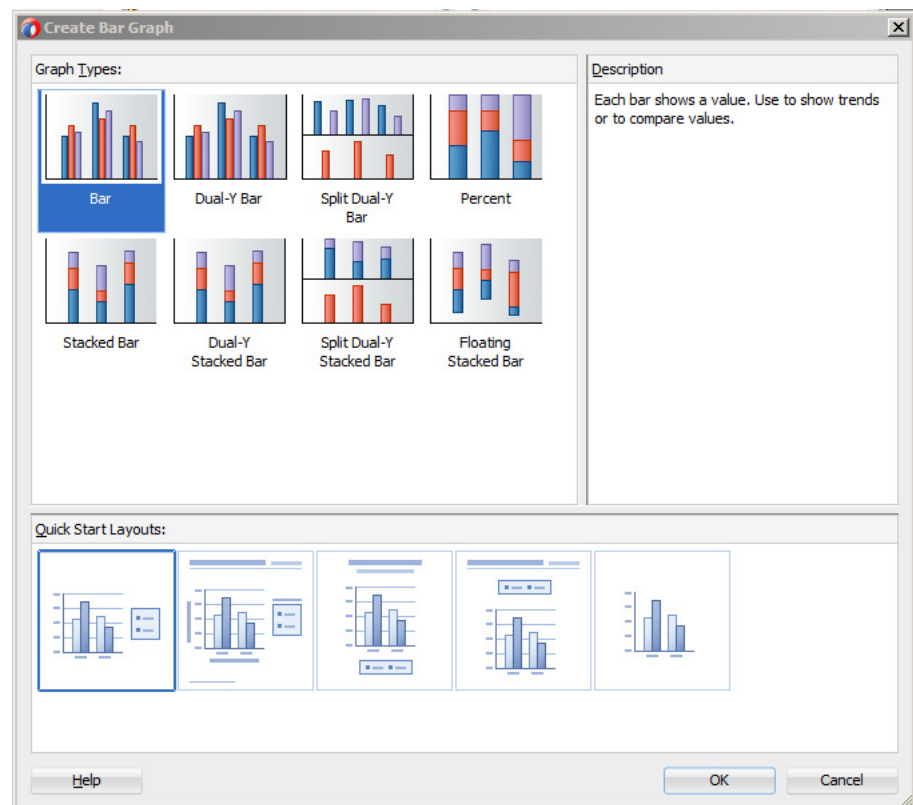 Create Bar Graph
Graph Types:
Bar
Dual-Y Bar
Split Dual-Y
Bar
Percent
Stacked Bar
Dual-Y
Stacked Bar
Split Dual-Y
Stacked Bar
Floating
Stacked Bar
Description
Each bar shows a value. Use to show trends
or to compare values.
Quick Start Layouts:
Help
OK
Cancel